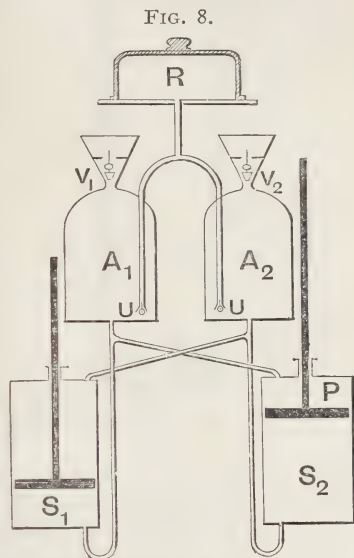 FIG. 8.
R
V₁ V₂
A₁ A₂
U U
P
S₁ S₂